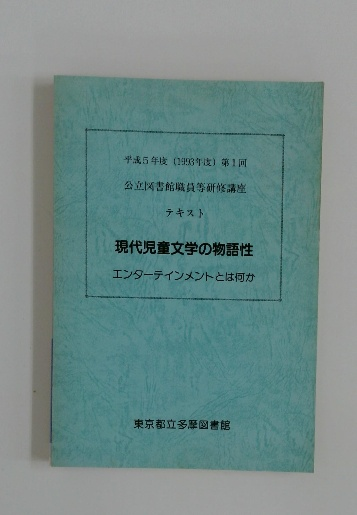 平成5年度（1993年度）第1回
公立図書館職員等研修講座
テキスト
現代児童文学の物語性
エンターテインメントとは何か
東京都立多摩図書館